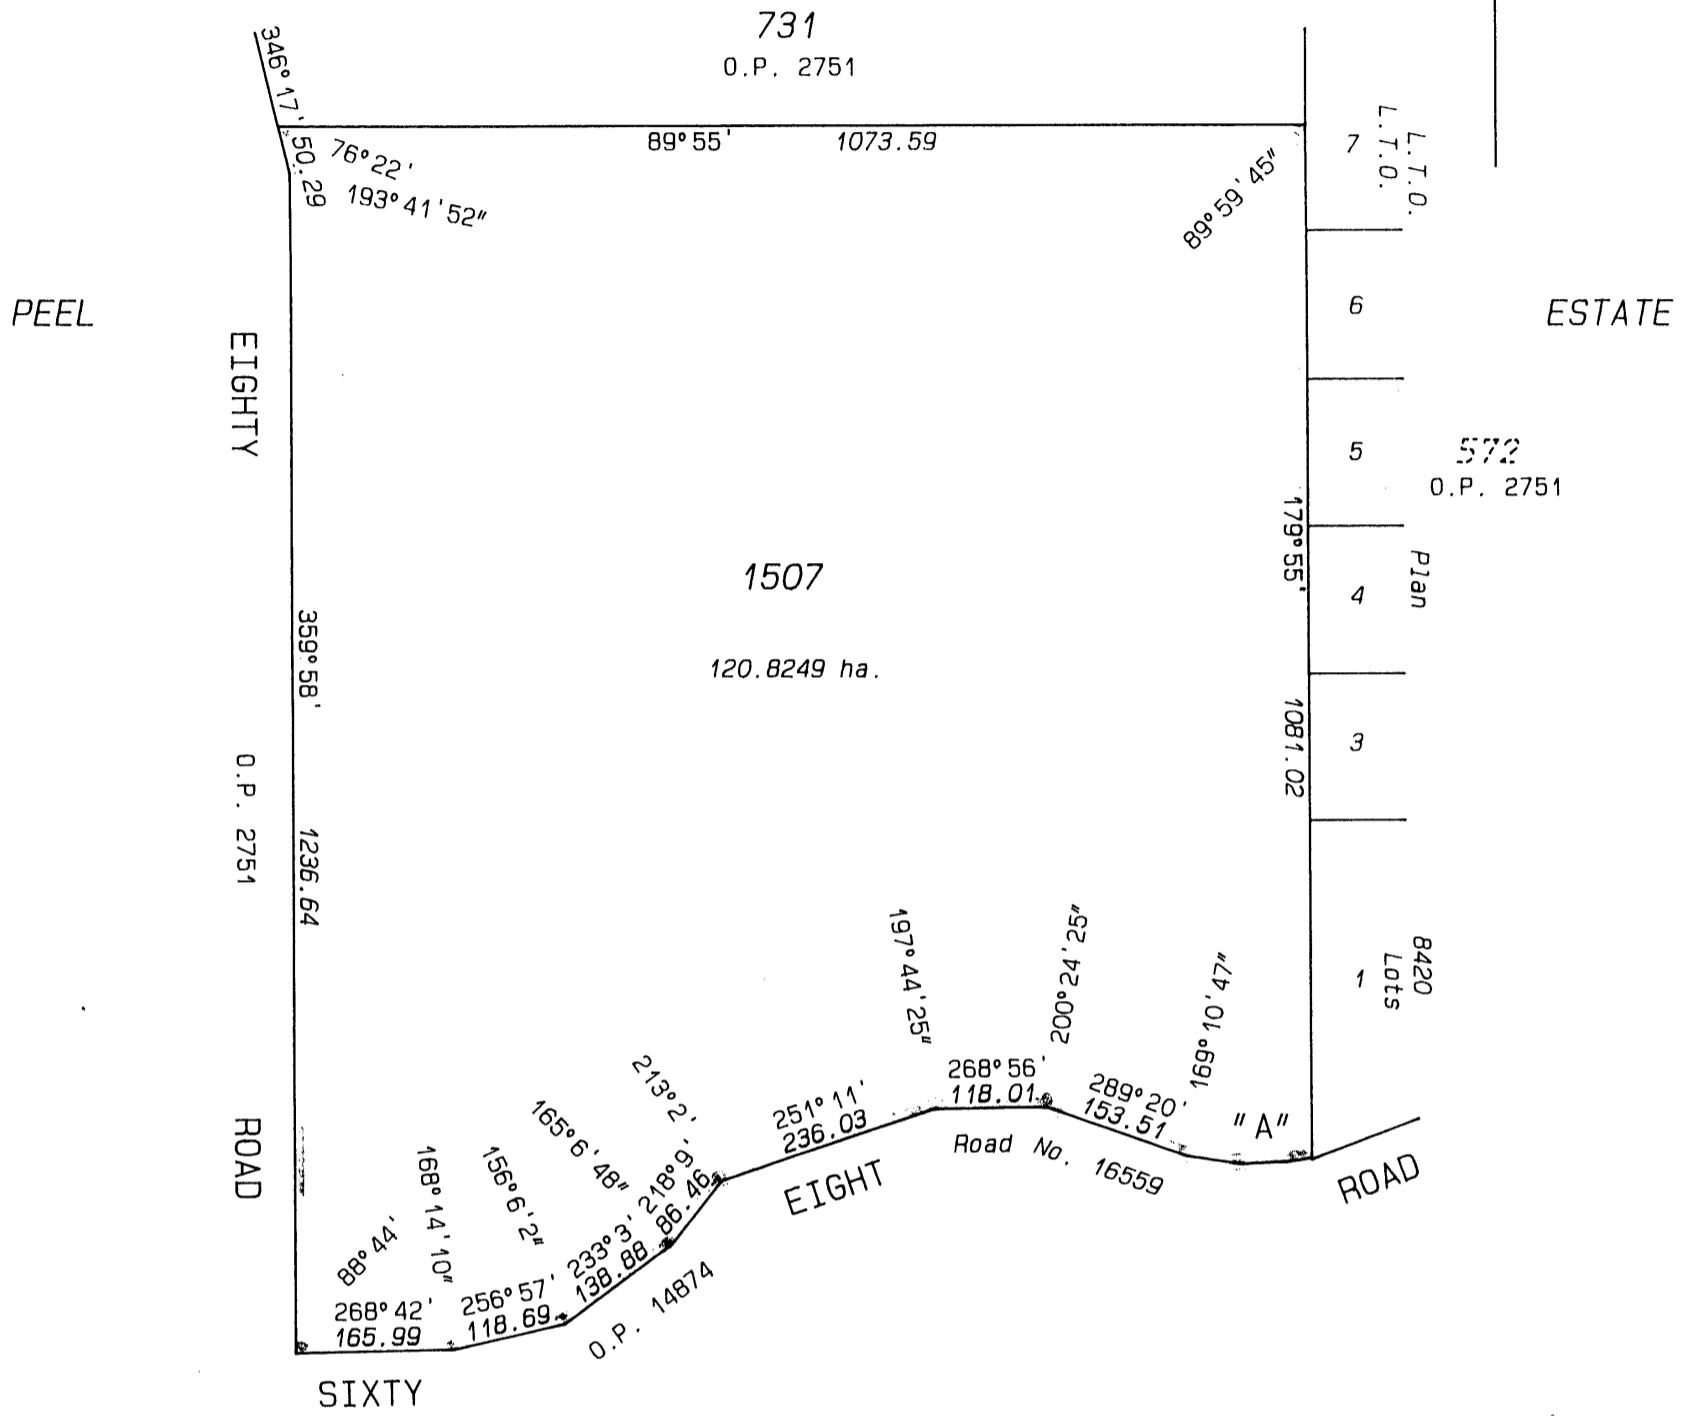 731
O.P. 2751
346°17' 50.29
76°22'
193°41'52"
89°55' 1073.59
89°59'45"
7
L.T.O.
L.T.O.
6
PEEL
ESTATE
EIGHTY
5
572
O.P. 2751
179°55' 1081.02
1507
4
Plan
120.8249 ha.
359°58' 1236.64
3
O.P. 2751
1
Lots
8420
197°44'25"
200°24'25"
169°10'47"
268°56'
118.01
289°20'
153.51
"A"
213°2'
251°11'
236.03
Road No. 16559
165°6'48"
218°9'
86.46
EIGHT
ROAD
ROAD
168°14'10"
156°6'2"
233°3'
138.88
88°44'
268°42'
165.99
256°57'
118.69
O.P. 14874
SIXTY